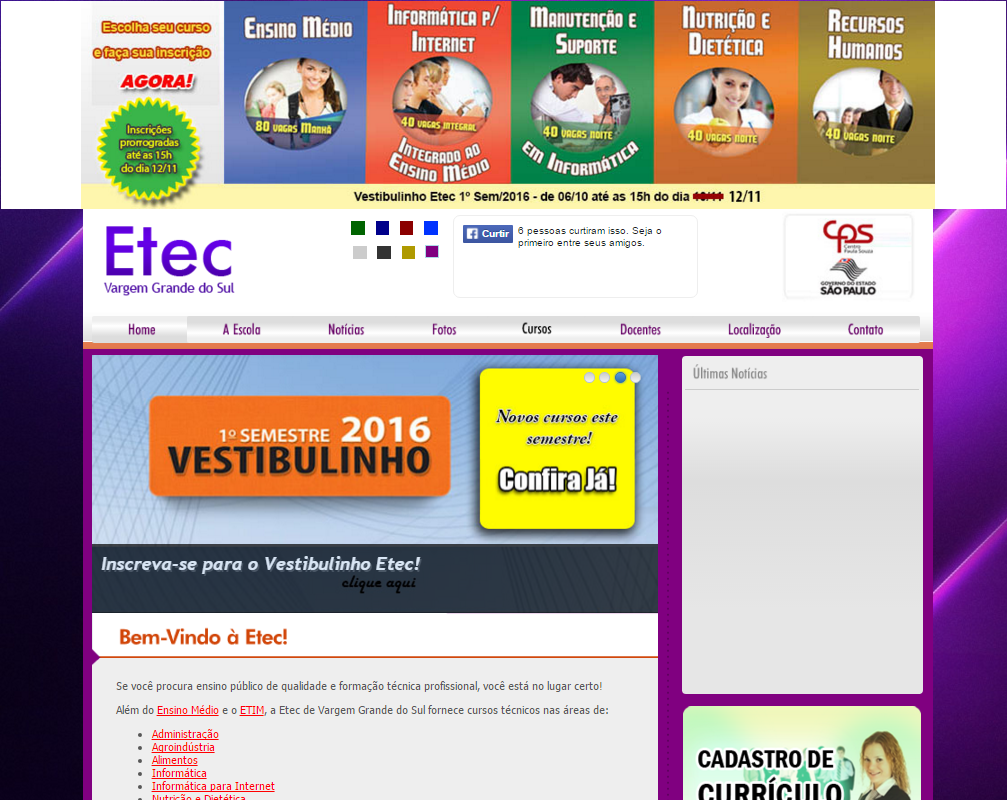 Escolha seu curso
e faça sua inscrição
AGORA!
Inscrições
prorrogadas
até as 15h
do dia 12/11
Ensino Médio
80 vagas Manhã
Informática p/
Internet
40 vagas integral
Integrado ao
Ensino Médio
Manutenção e
Suporte
40 vagas noite
em Informática
Nutrição e
Dietética
40 vagas noite
Recursos
Humanos
40 vagas noite
Vestibulinho Etec 1º Sem/2016 - de 06/10 até as 15h do dia 10/11 12/11
Etec
Vargem Grande do Sul
Curtir
6 pessoas curtiram isso. Seja o
primeiro entre seus amigos.
CPS
Centro
Paula Souza
GOVERNO DO ESTADO
SÃO PAULO
Home A Escola Notícias Fotos Cursos Docentes Localização Contato
1º SEMESTRE 2016
VESTIBULINHO
Novos cursos este
semestre!
Confira Já!
Inscreva-se para o Vestibulinho Etec!
clique aqui
Últimas Notícias
Bem-Vindo à Etec!
Se você procura ensino público de qualidade e formação técnica profissional, você está no lugar certo!
Além do Ensino Médio e o ETIM, a Etec de Vargem Grande do Sul fornece cursos técnicos nas áreas de:
Administração
Agroindústria
Alimentos
Informática
Informática para Internet
Nutrição e Dietética
CADASTRO DE
CURRÍCULO